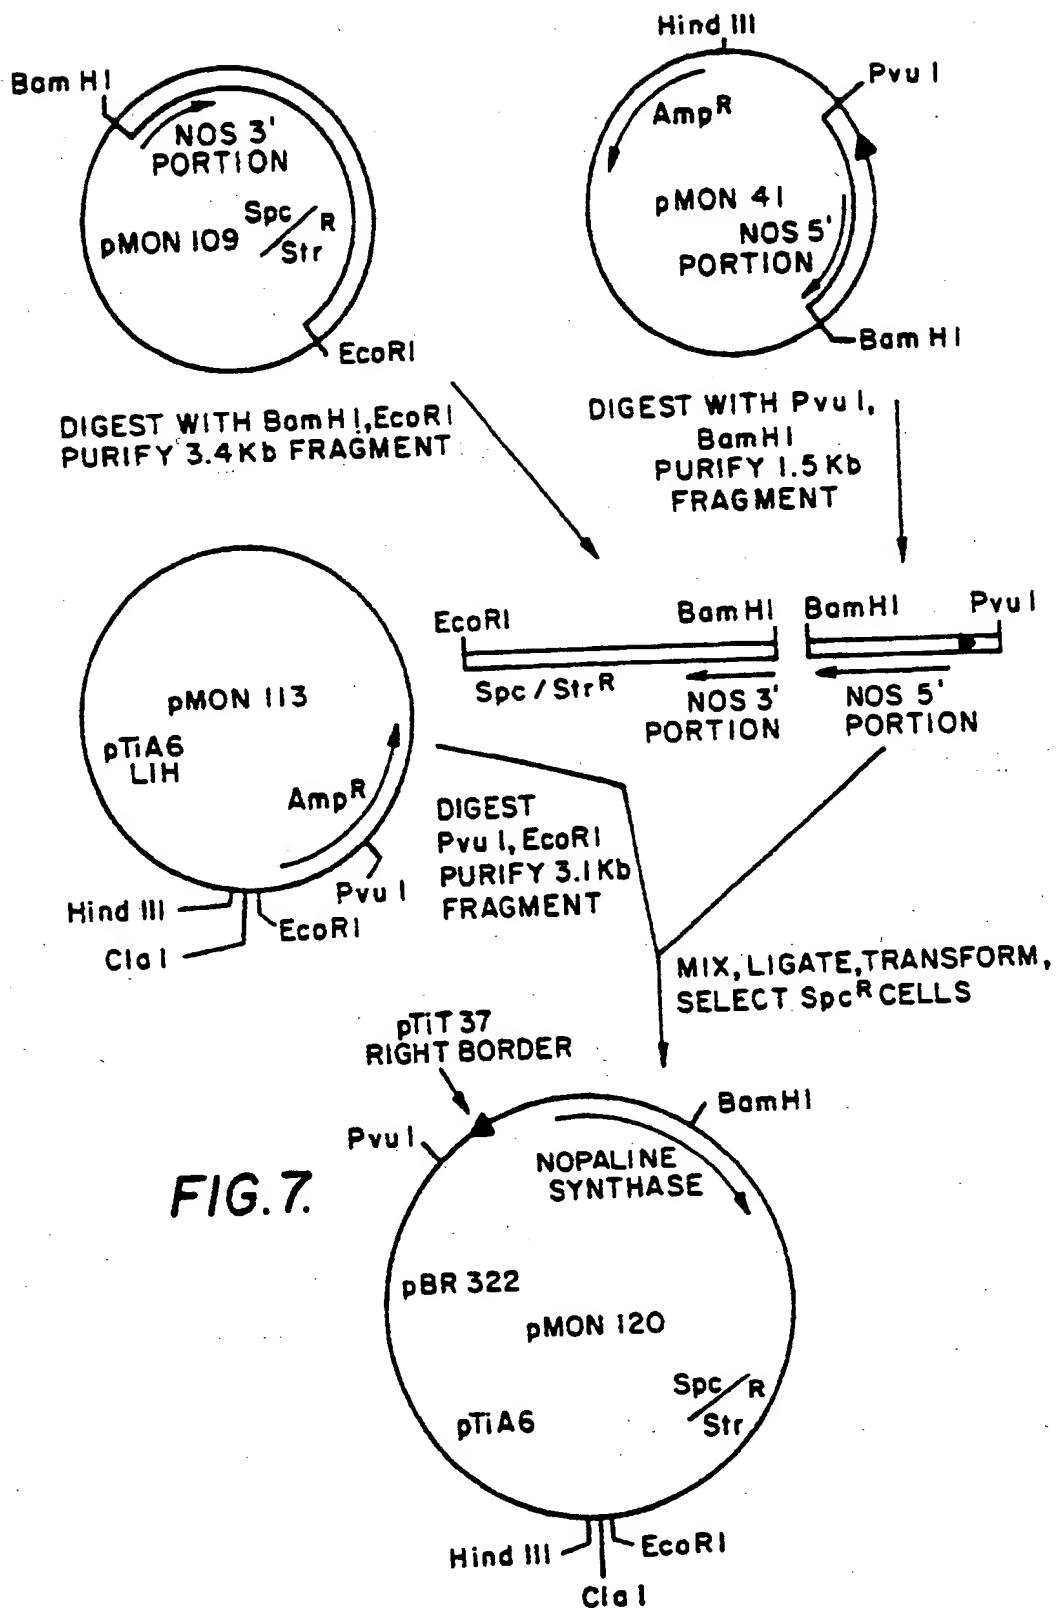 Hind III
Bam HI
Pvu I
NOS 3'
PORTION
AmpR
pMON 41
Spc/StrR
pMON 109
NOS 5'
PORTION
EcoRI
Bam HI
DIGEST WITH BamHI, EcoRI
PURIFY 3.4 Kb FRAGMENT
DIGEST WITH Pvu I,
BamHI
PURIFY 1.5 Kb
FRAGMENT
EcoRI
BamHI
BamHI
Pvu I
Spc / StrR
NOS 3'
PORTION
NOS 5'
PORTION
pMON 113
pTiA6
LIH
AmpR
Pvu I
Hind III
EcoRI
Cla I
DIGEST
Pvu I, EcoRI
PURIFY 3.1 Kb
FRAGMENT
MIX, LIGATE, TRANSFORM,
SELECT SpcR CELLS
pTiT 37
RIGHT BORDER
BamHI
Pvu I
NOPALINE
SYNTHASE
FIG. 7.
pBR 322
pMON 120
Spc/StrR
pTiA6
Hind III
EcoRI
Cla I